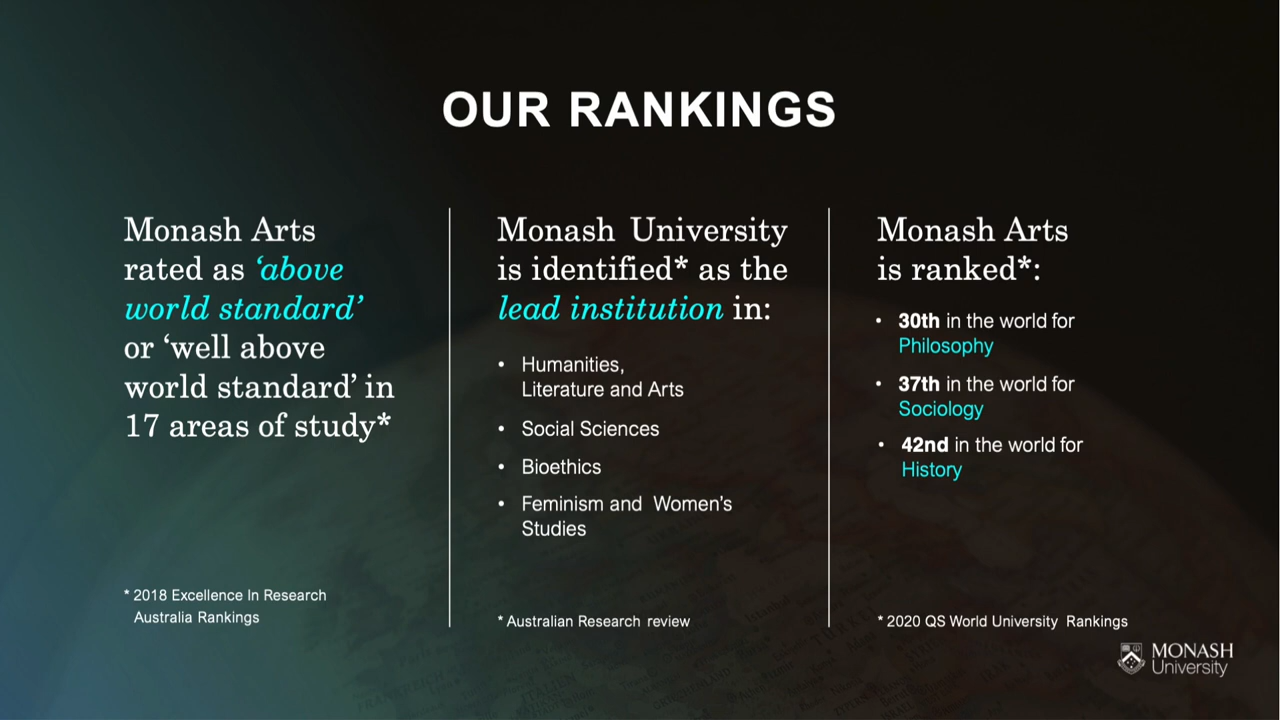 OUR RANKINGS
Monash Arts
rated as ‘above
world standard’
or ‘well above
world standard’ in
17 areas of study*
* 2018 Excellence In Research
Australia Rankings
Monash University
is identified* as the
lead institution in:
• Humanities,
Literature and Arts
• Social Sciences
• Bioethics
• Feminism and Women’s
Studies
* Australian Research review
Monash Arts
is ranked*:
• 30th in the world for
Philosophy
• 37th in the world for
Sociology
• 42nd in the world for
History
* 2020 QS World University Rankings
MONASH
University